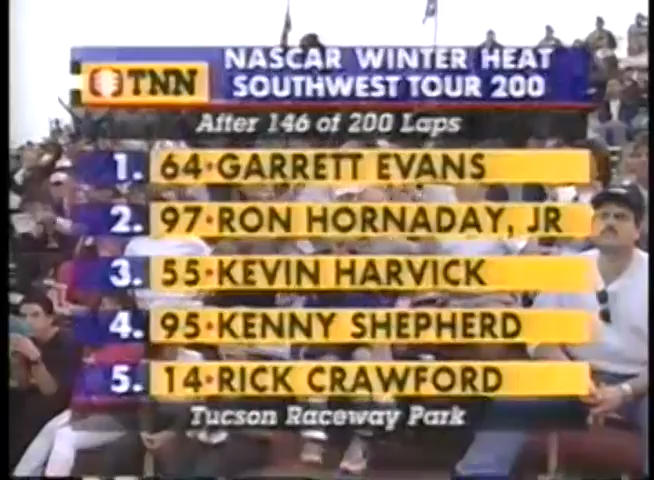 TNN
NASCAR WINTER HEAT
SOUTHWEST TOUR 200
After 146 of 200 Laps
1. 64•GARRETT EVANS
2. 97•RON HORNADAY, JR
3. 55•KEVIN HARVICK
4. 95•KENNY SHEPHERD
5. 14•RICK CRAWFORD
Tucson Raceway Park